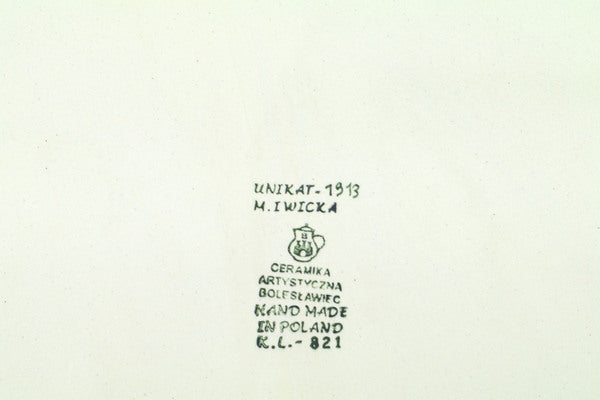 UNIKAT-1913
M.IWICKA
B
CERAMIKA
ARTYSTYCZNA
BOLESŁAWIEC
HAND MADE
IN POLAND
K.L.-821